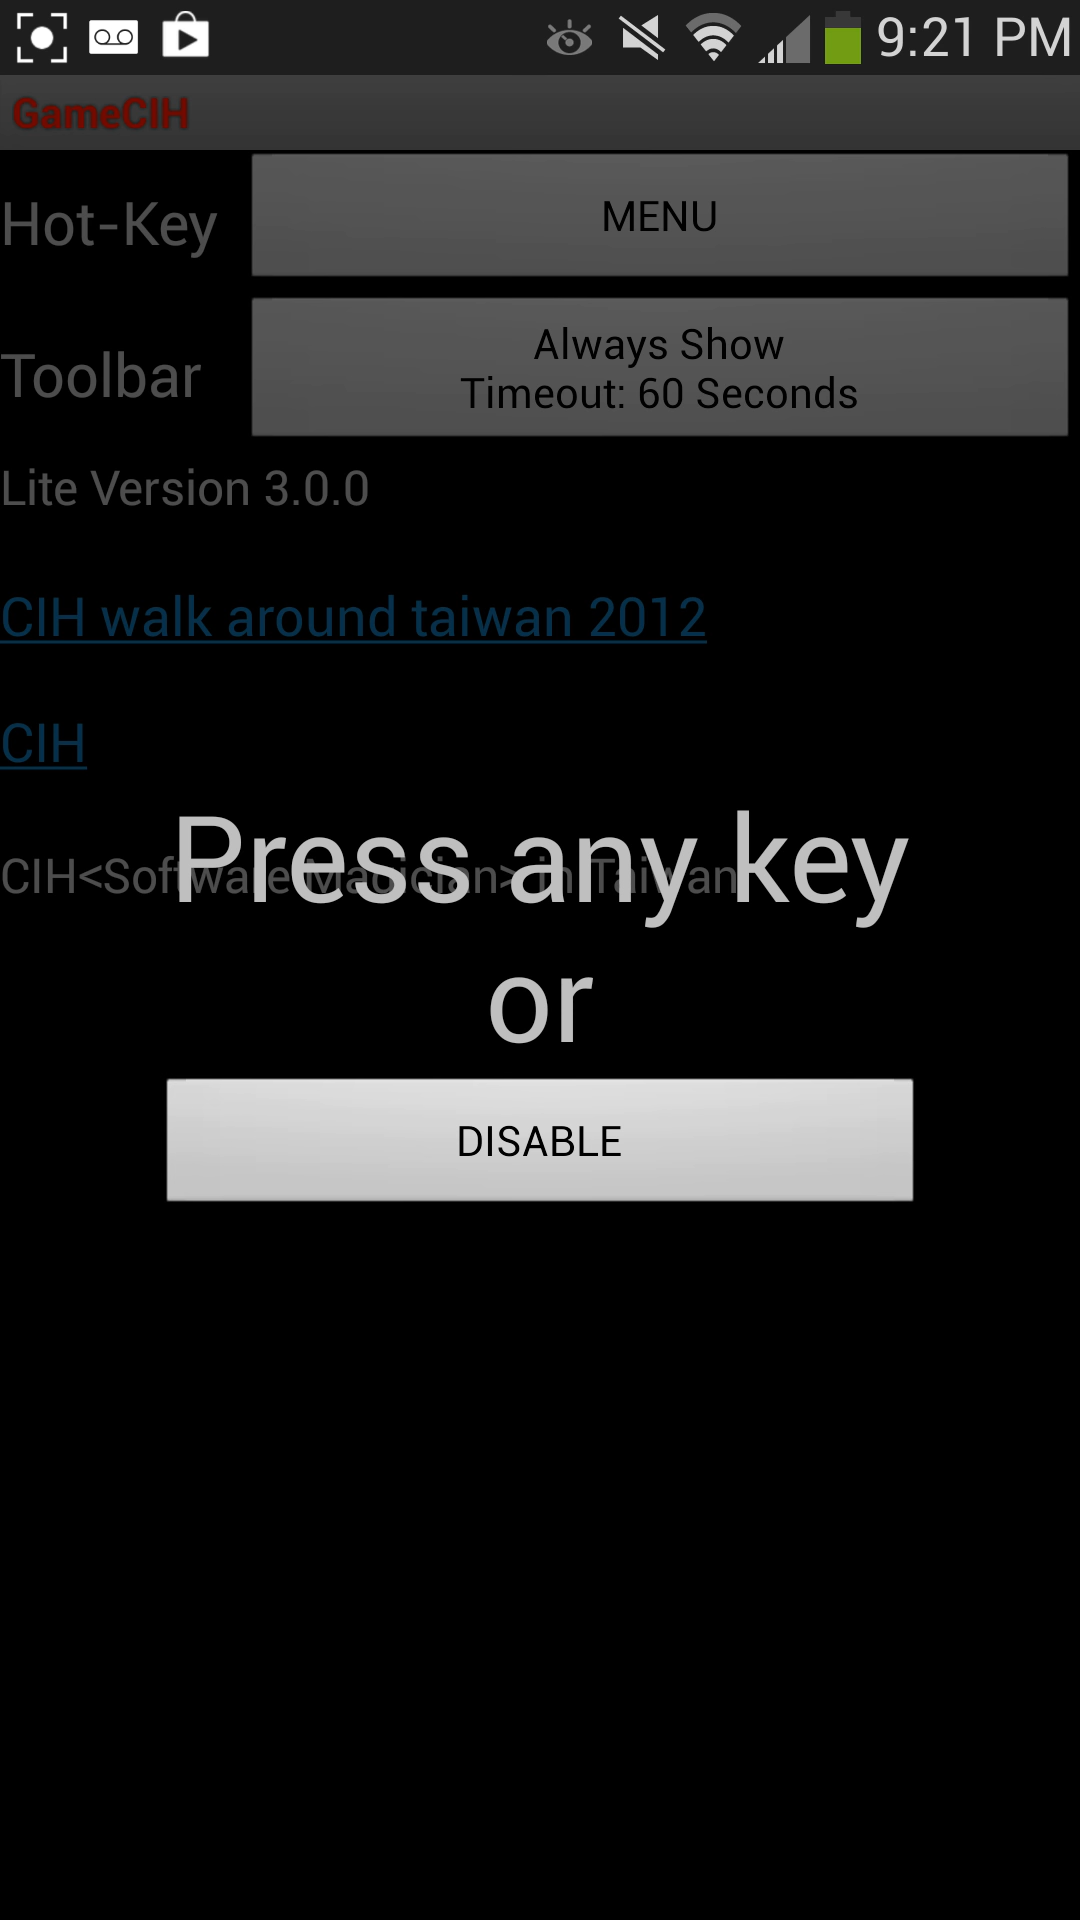 9:21 PM
GameCIH
Hot-Key
MENU
Toolbar
Always Show
Timeout: 60 Seconds
Lite Version 3.0.0
CIH walk around taiwan 2012
CIH
CIH<Software Magician> in Taiwan
Press any key
or
DISABLE